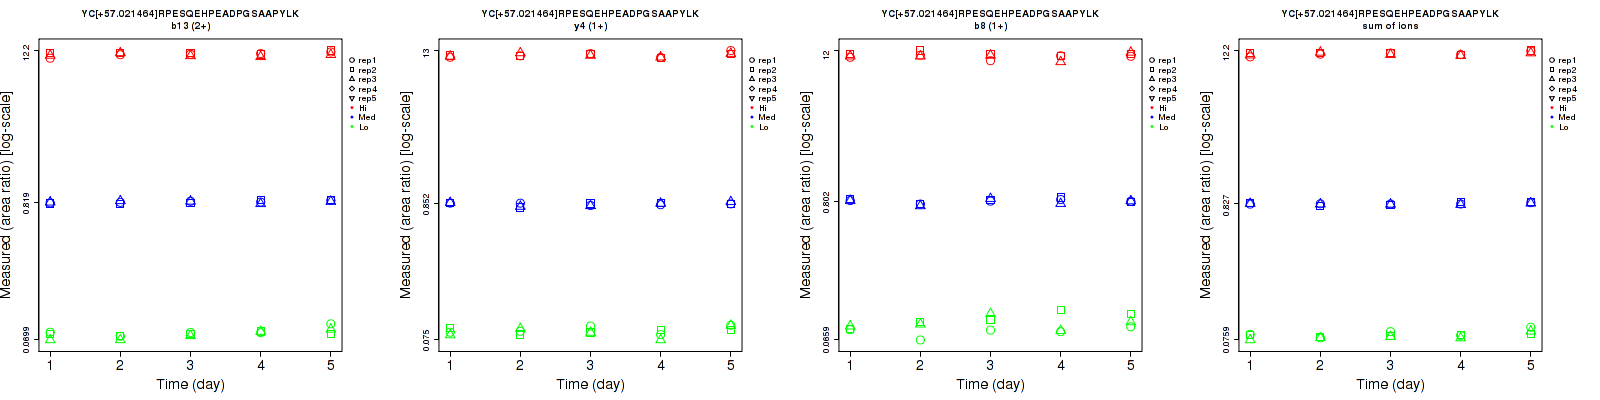 YC[+57.021464]RPESQEHPEADPGSAAPYLK
b13 (2+)
Measured (area ratio) [log-scale]
12.2
0.819
0.0699
1 2 3 4 5
Time (day)
rep1
rep2
rep3
rep4
rep5
Hi
Med
Lo
YC[+57.021464]RPESQEHPEADPGSAAPYLK
y4 (1+)
Measured (area ratio) [log-scale]
13
0.852
0.075
1 2 3 4 5
Time (day)
rep1
rep2
rep3
rep4
rep5
Hi
Med
Lo
YC[+57.021464]RPESQEHPEADPGSAAPYLK
b8 (1+)
Measured (area ratio) [log-scale]
12
0.802
0.0659
1 2 3 4 5
Time (day)
rep1
rep2
rep3
rep4
rep5
Hi
Med
Lo
YC[+57.021464]RPESQEHPEADPGSAAPYLK
sum of ions
Measured (area ratio) [log-scale]
12.2
0.827
0.0759
1 2 3 4 5
Time (day)
rep1
rep2
rep3
rep4
rep5
Hi
Med
Lo